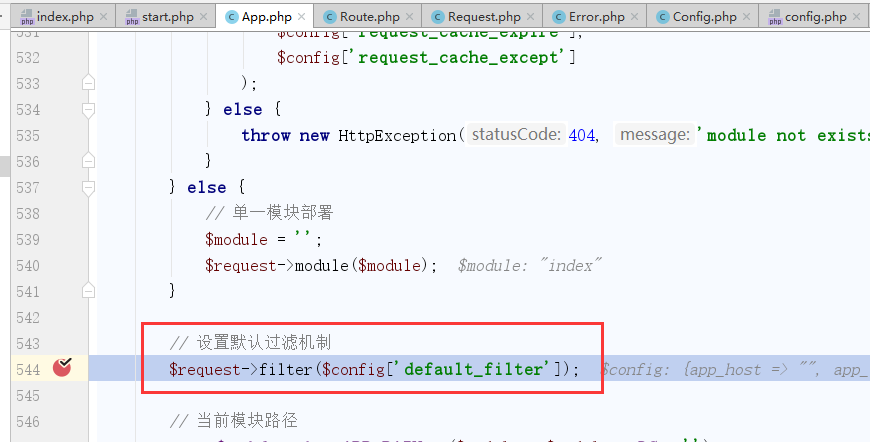 index.php start.php App.php Route.php Request.php Error.php Config.php config.php
531 $config['request_cache_expire'],
532 $config['request_cache_except']
533 );
534 } else {
535 throw new HttpException( statusCode: 404, message: 'module not exists
536 }
537 } else {
538 // 单一模块部署
539 $module = '';
540 $request->module($module); $module: "index"
541 }
542
543 // 设置默认过滤机制
544 $request->filter($config['default_filter']); $config: {app_host => "", app_
545
546 // 当前模块路径